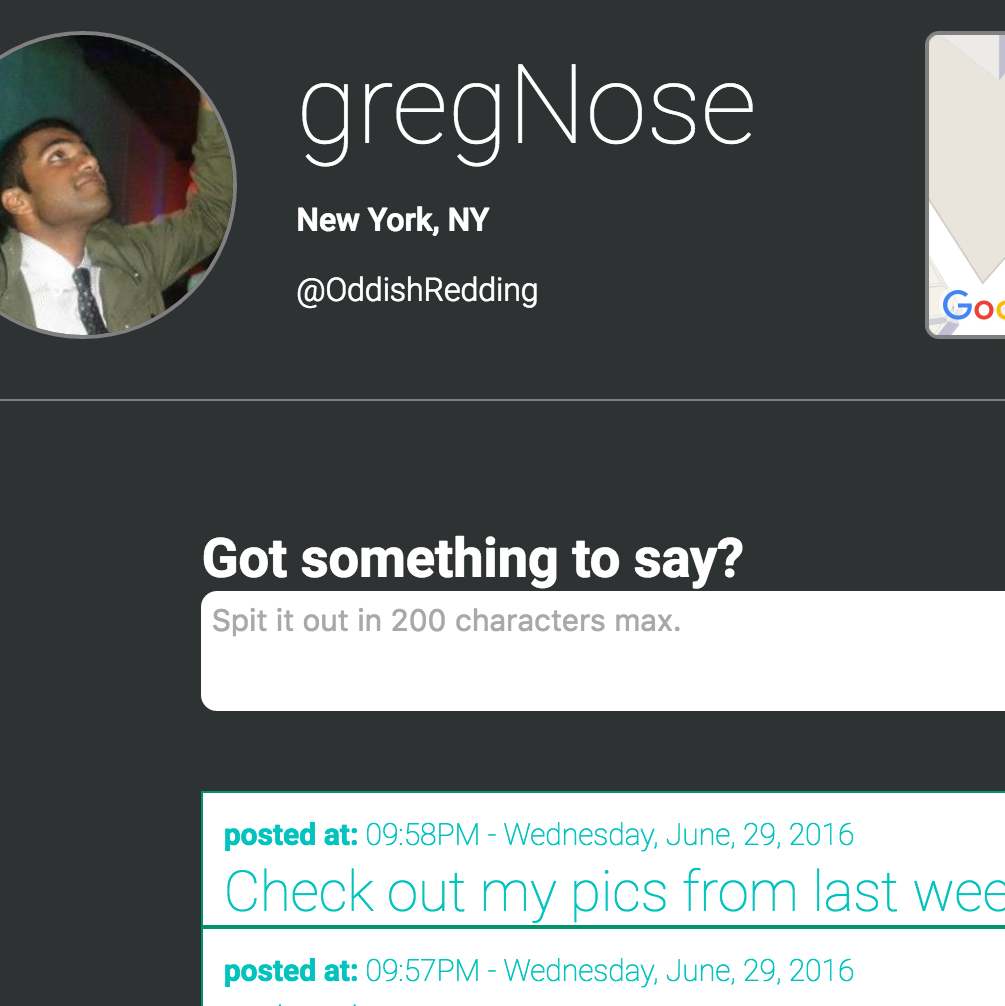 gregNose
New York, NY
@OddishRedding
Goo
Got something to say?
Spit it out in 200 characters max.
posted at: 09:58PM - Wednesday, June, 29, 2016
Check out my pics from last wee
posted at: 09:57PM - Wednesday, June, 29, 2016